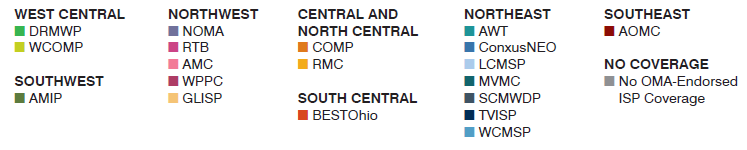 WEST CENTRAL
DRMWP
WCOMP
SOUTHWEST
AMIP
NORTHWEST
NOMA
RTB
AMC
WPPC
GLISP
CENTRAL AND
NORTH CENTRAL
COMP
RMC
SOUTH CENTRAL
BESTOhio
NORTHEAST
AWT
ConxusNEO
LCMSP
MVMC
SCMWDP
TVISP
WCMSP
SOUTHEAST
AOMC
NO COVERAGE
No OMA-Endorsed
ISP Coverage